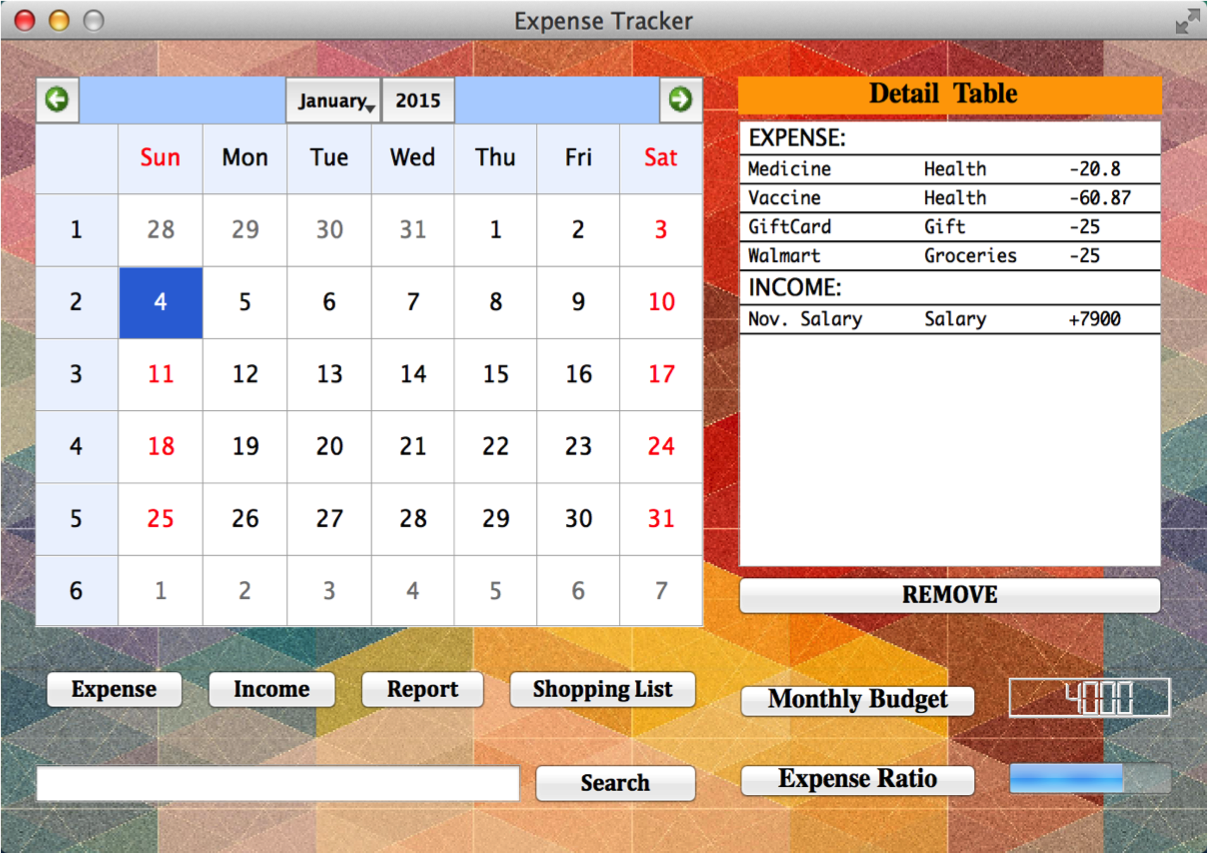 Expense Tracker
January 2015
Sun Mon Tue Wed Thu Fri Sat
1 28 29 30 31 1 2 3
2 4 5 6 7 8 9 10
3 11 12 13 14 15 16 17
4 18 19 20 21 22 23 24
5 25 26 27 28 29 30 31
6 1 2 3 4 5 6 7
Detail Table
EXPENSE:
Medicine Health -20.8
Vaccine Health -60.87
GiftCard Gift -25
Walmart Groceries -25
INCOME:
Nov. Salary Salary +7900
REMOVE
Expense Income Report Shopping List
Monthly Budget 4000
Search
Expense Ratio